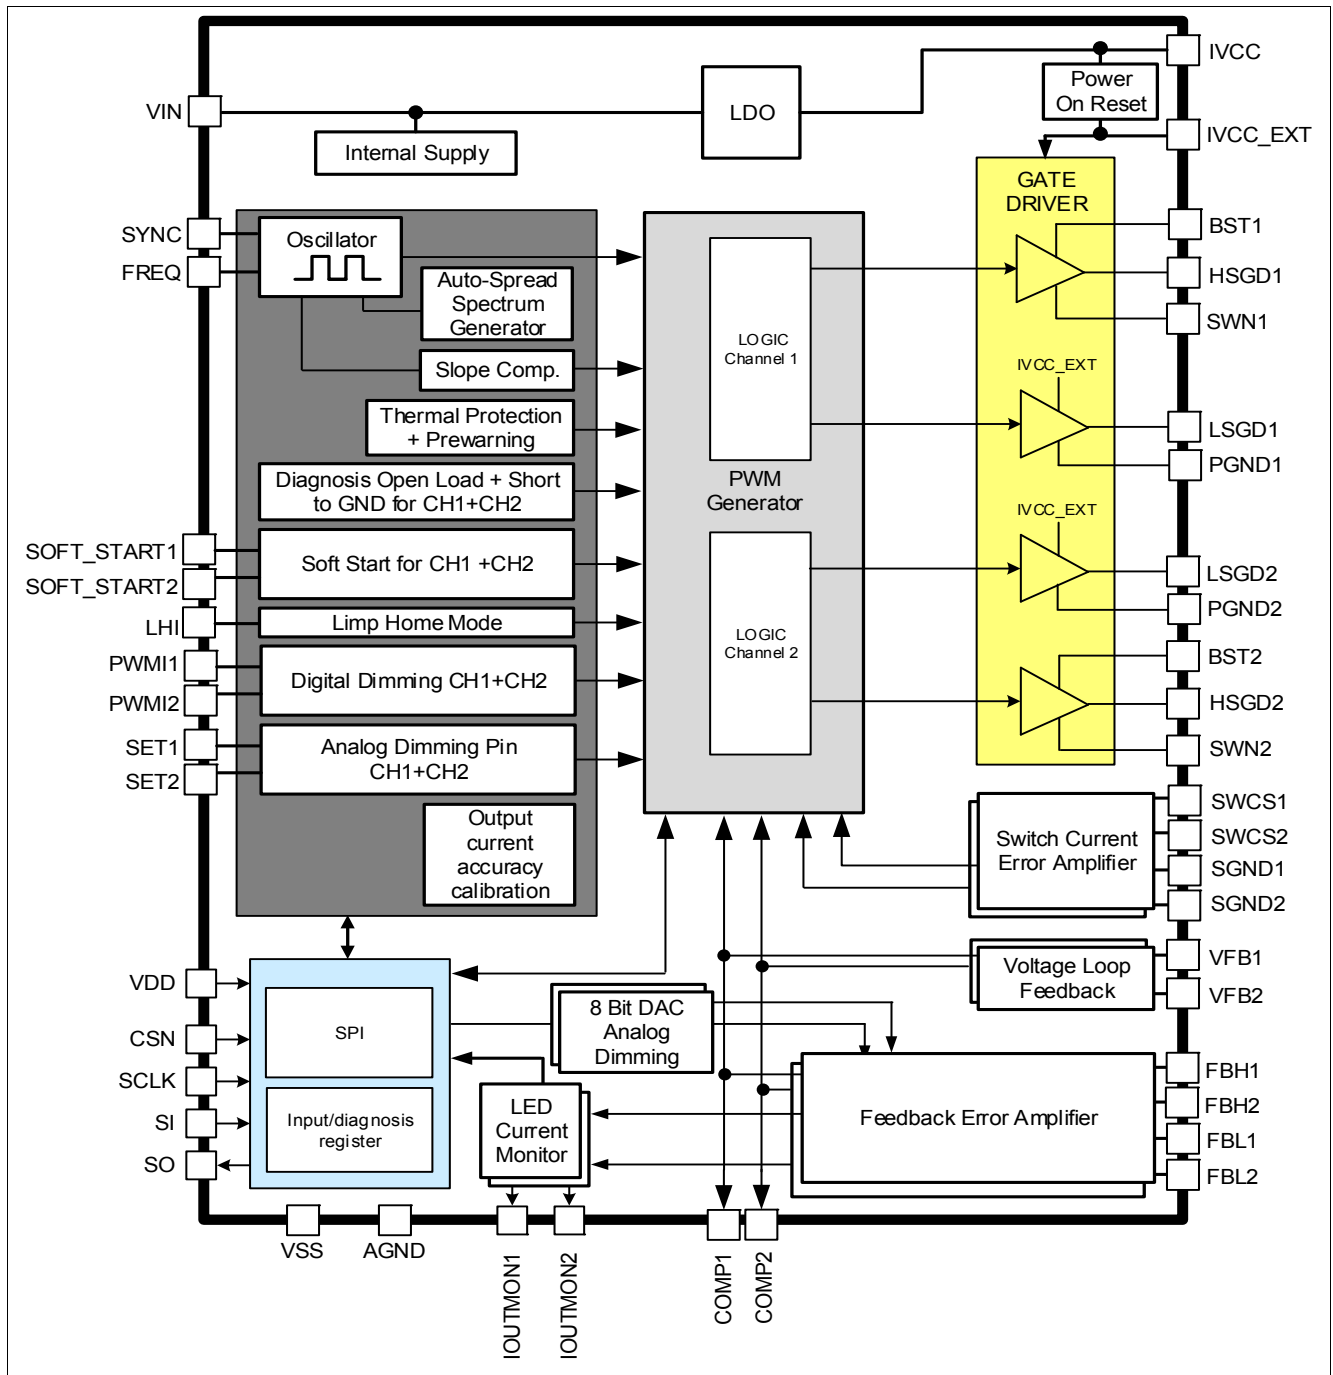 IVCC
Power
On Reset
VIN
LDO
Internal Supply
IVCC_EXT
GATE
DRIVER
SYNC
FREQ
Oscillator
Auto-Spread
Spectrum
Generator
Slope Comp.
Thermal Protection
+ Prewarning
Diagnosis Open Load + Short
to GND for CH1+CH2
SOFT_START1
SOFT_START2
Soft Start for CH1 +CH2
LHI
Limp Home Mode
PWMI1
PWMI2
Digital Dimming CH1+CH2
SET1
SET2
Analog Dimming Pin
CH1+CH2
Output
current
accuracy
calibration
LOGIC
Channel 1
PWM
Generator
LOGIC
Channel 2
BST1
HSGD1
SWN1
IVCC_EXT
LSGD1
PGND1
IVCC_EXT
LSGD2
PGND2
BST2
HSGD2
SWN2
Switch Current
Error Amplifier
SWCS1
SWCS2
SGND1
SGND2
Voltage Loop
Feedback
VFB1
VFB2
VDD
CSN
SCLK
SI
SO
SPI
Input/diagnosis
register
8 Bit DAC
Analog
Dimming
LED
Current
Monitor
Feedback Error Amplifier
FBH1
FBH2
FBL1
FBL2
VSS
AGND
IOUTMON1
IOUTMON2
COMP1
COMP2